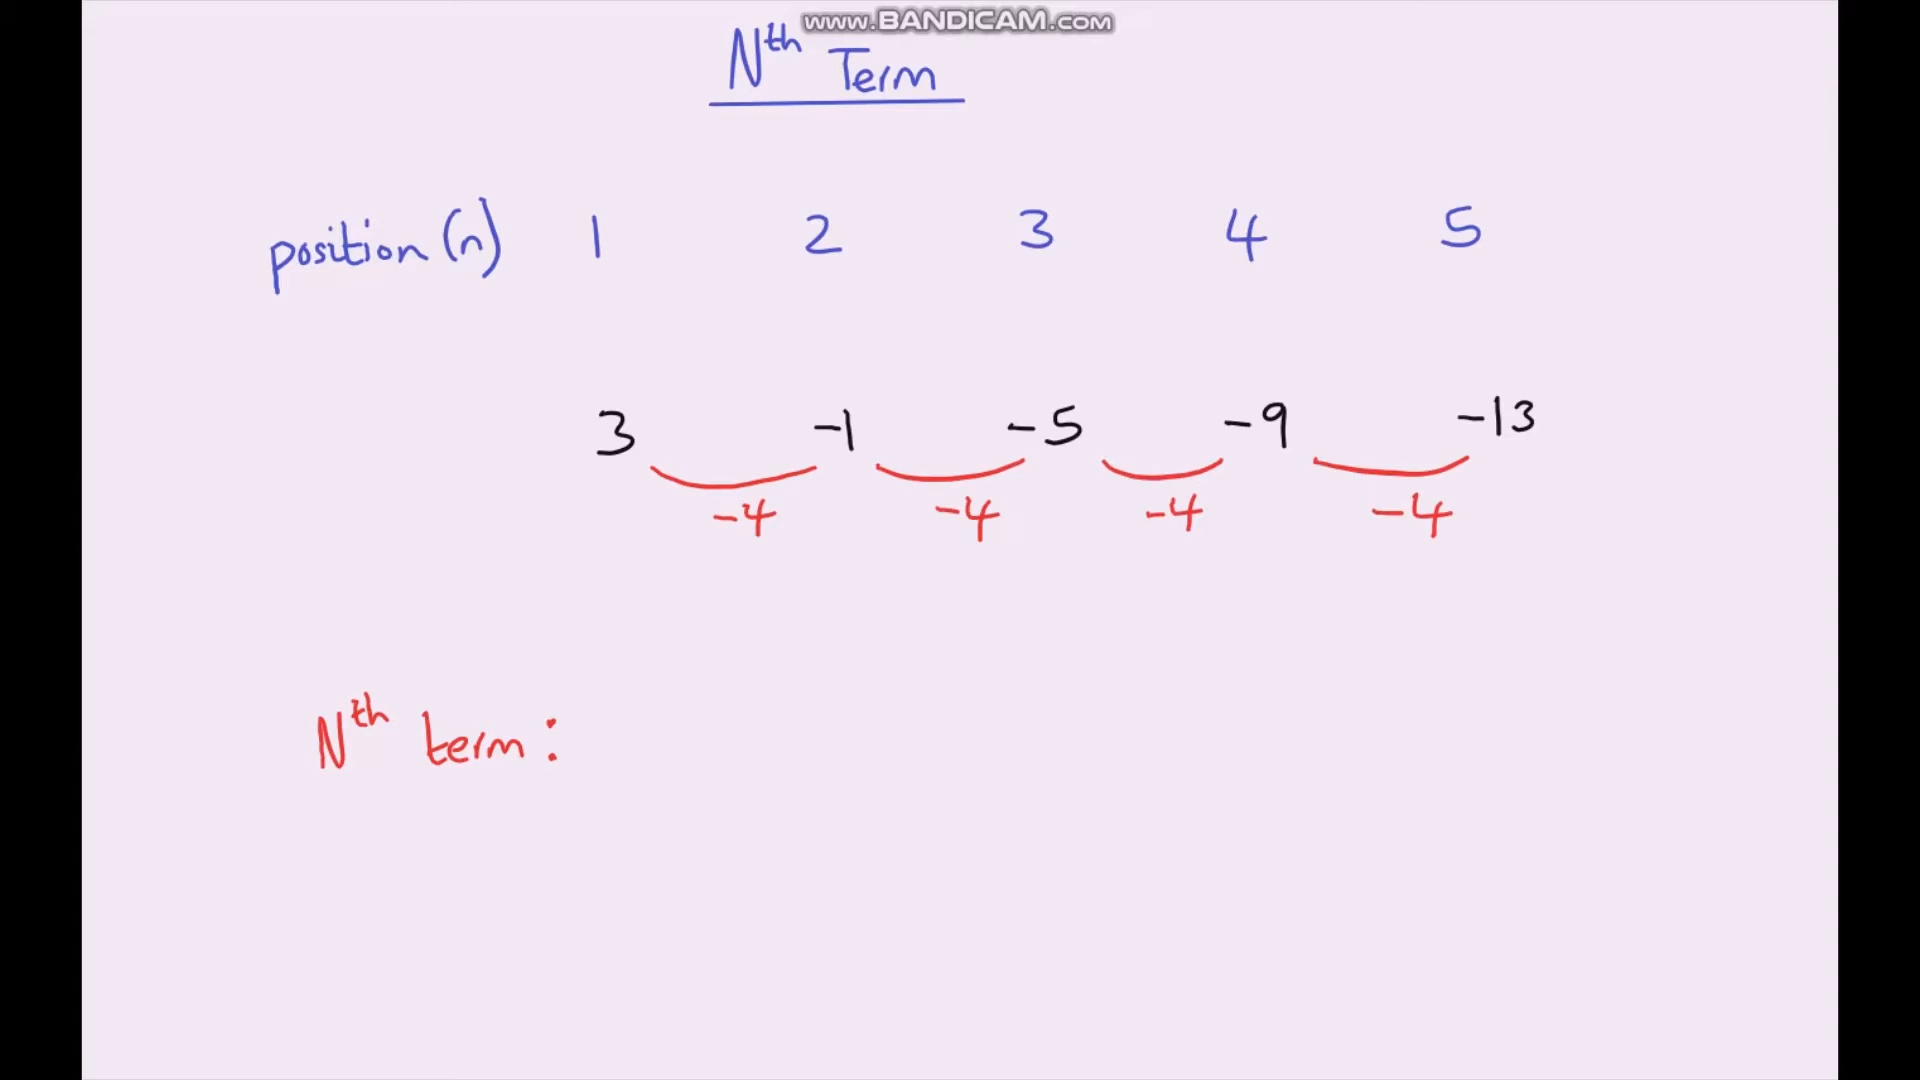 www.BANDICAM.com
Nth Term
position (n) 1 2 3 4 5
3 -1 -5 -9 -13
-4 -4 -4 -4
Nth term: